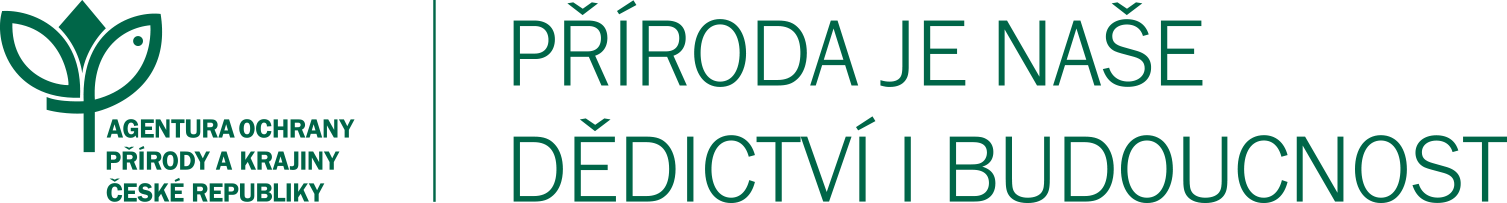 AGENTURA OCHRANY
PŘÍRODY A KRAJINY
ČESKÉ REPUBLIKY
PŘÍRODA JE NAŠE
DĚDICTVÍ I BUDOUCNOST